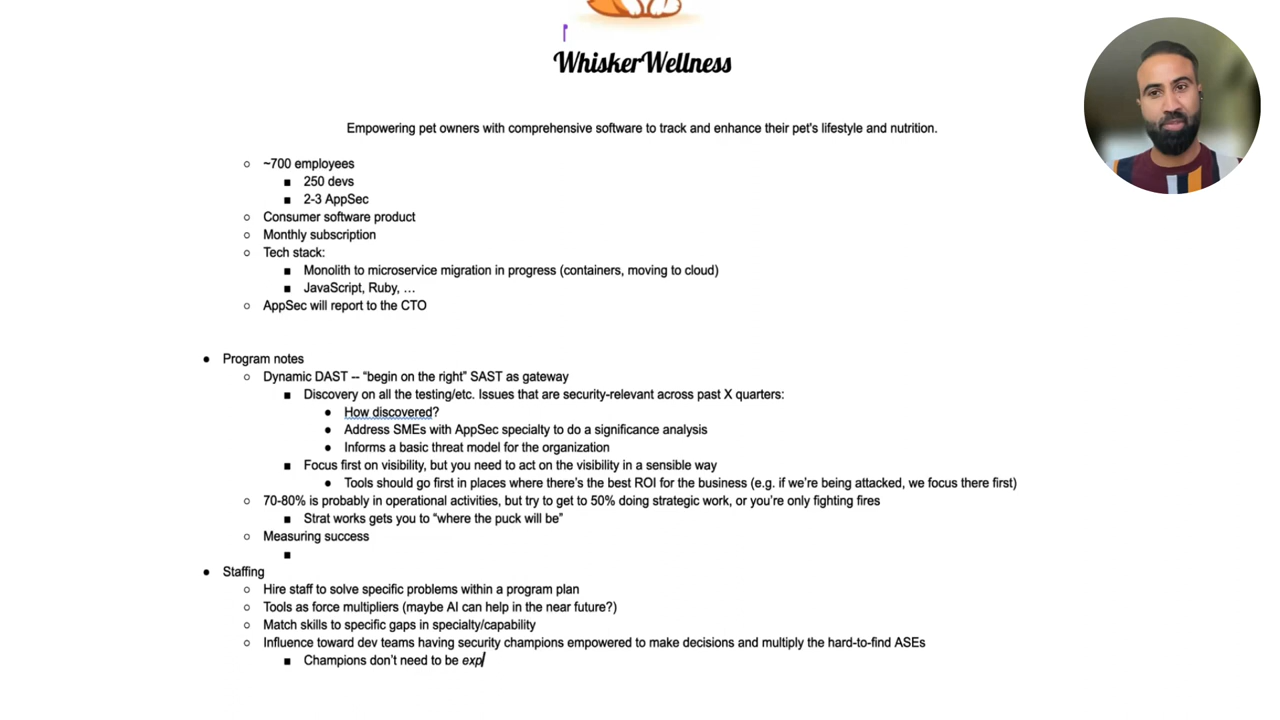 WhiskerWellness
Empowering pet owners with comprehensive software to track and enhance their pet's lifestyle and nutrition.
~700 employees
250 devs
2-3 AppSec
Consumer software product
Monthly subscription
Tech stack:
Monolith to microservice migration in progress (containers, moving to cloud)
JavaScript, Ruby, …
AppSec will report to the CTO
Program notes
Dynamic DAST -- “begin on the right” SAST as gateway
Discovery on all the testing/etc. Issues that are security-relevant across past X quarters:
How discovered?
Address SMEs with AppSec specialty to do a significance analysis
Informs a basic threat model for the organization
Focus first on visibility, but you need to act on the visibility in a sensible way
Tools should go first in places where there’s the best ROI for the business (e.g. if we’re being attacked, we focus there first)
70-80% is probably in operational activities, but try to get to 50% doing strategic work, or you’re only fighting fires
Strat works gets you to “where the puck will be”
Measuring success
Staffing
Hire staff to solve specific problems within a program plan
Tools as force multipliers (maybe AI can help in the near future?)
Match skills to specific gaps in specialty/capability
Influence toward dev teams having security champions empowered to make decisions and multiply the hard-to-find ASEs
Champions don’t need to be exp